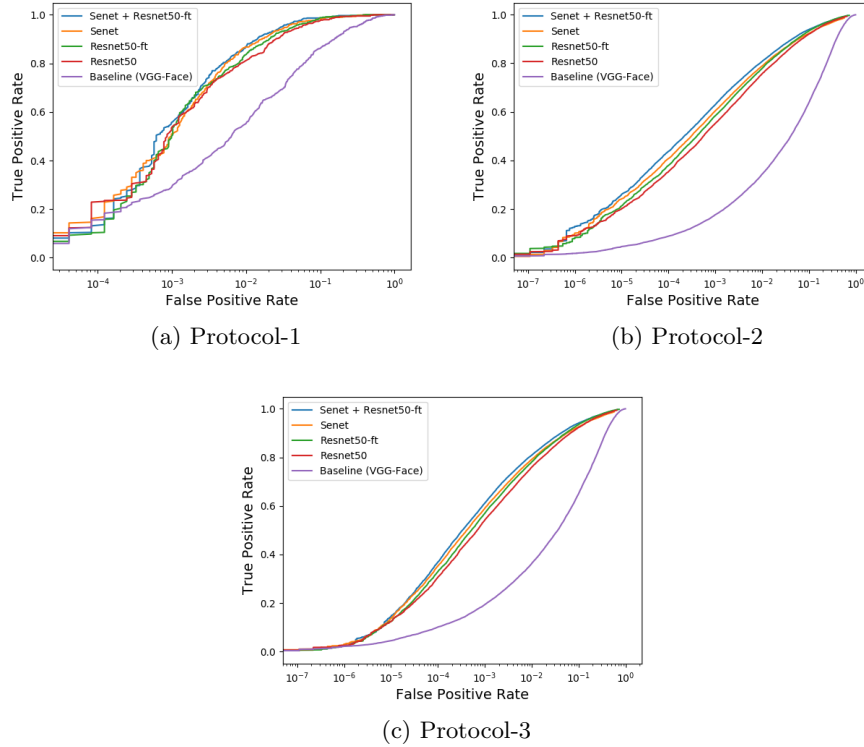 Senet + Resnet50-ft
Senet
Resnet50-ft
Resnet50
Baseline (VGG-Face)
True Positive Rate
1.0
0.8
0.6
0.4
0.2
0.0
10⁻⁴
10⁻³
10⁻²
10⁻¹
10⁰
False Positive Rate
(a) Protocol-1
Senet + Resnet50-ft
Senet
Resnet50-ft
Resnet50
Baseline (VGG-Face)
True Positive Rate
1.0
0.8
0.6
0.4
0.2
0.0
10⁻⁷
10⁻⁶
10⁻⁵
10⁻⁴
10⁻³
10⁻²
10⁻¹
10⁰
False Positive Rate
(b) Protocol-2
Senet + Resnet50-ft
Senet
Resnet50-ft
Resnet50
Baseline (VGG-Face)
True Positive Rate
1.0
0.8
0.6
0.4
0.2
0.0
10⁻⁷
10⁻⁶
10⁻⁵
10⁻⁴
10⁻³
10⁻²
10⁻¹
10⁰
False Positive Rate
(c) Protocol-3